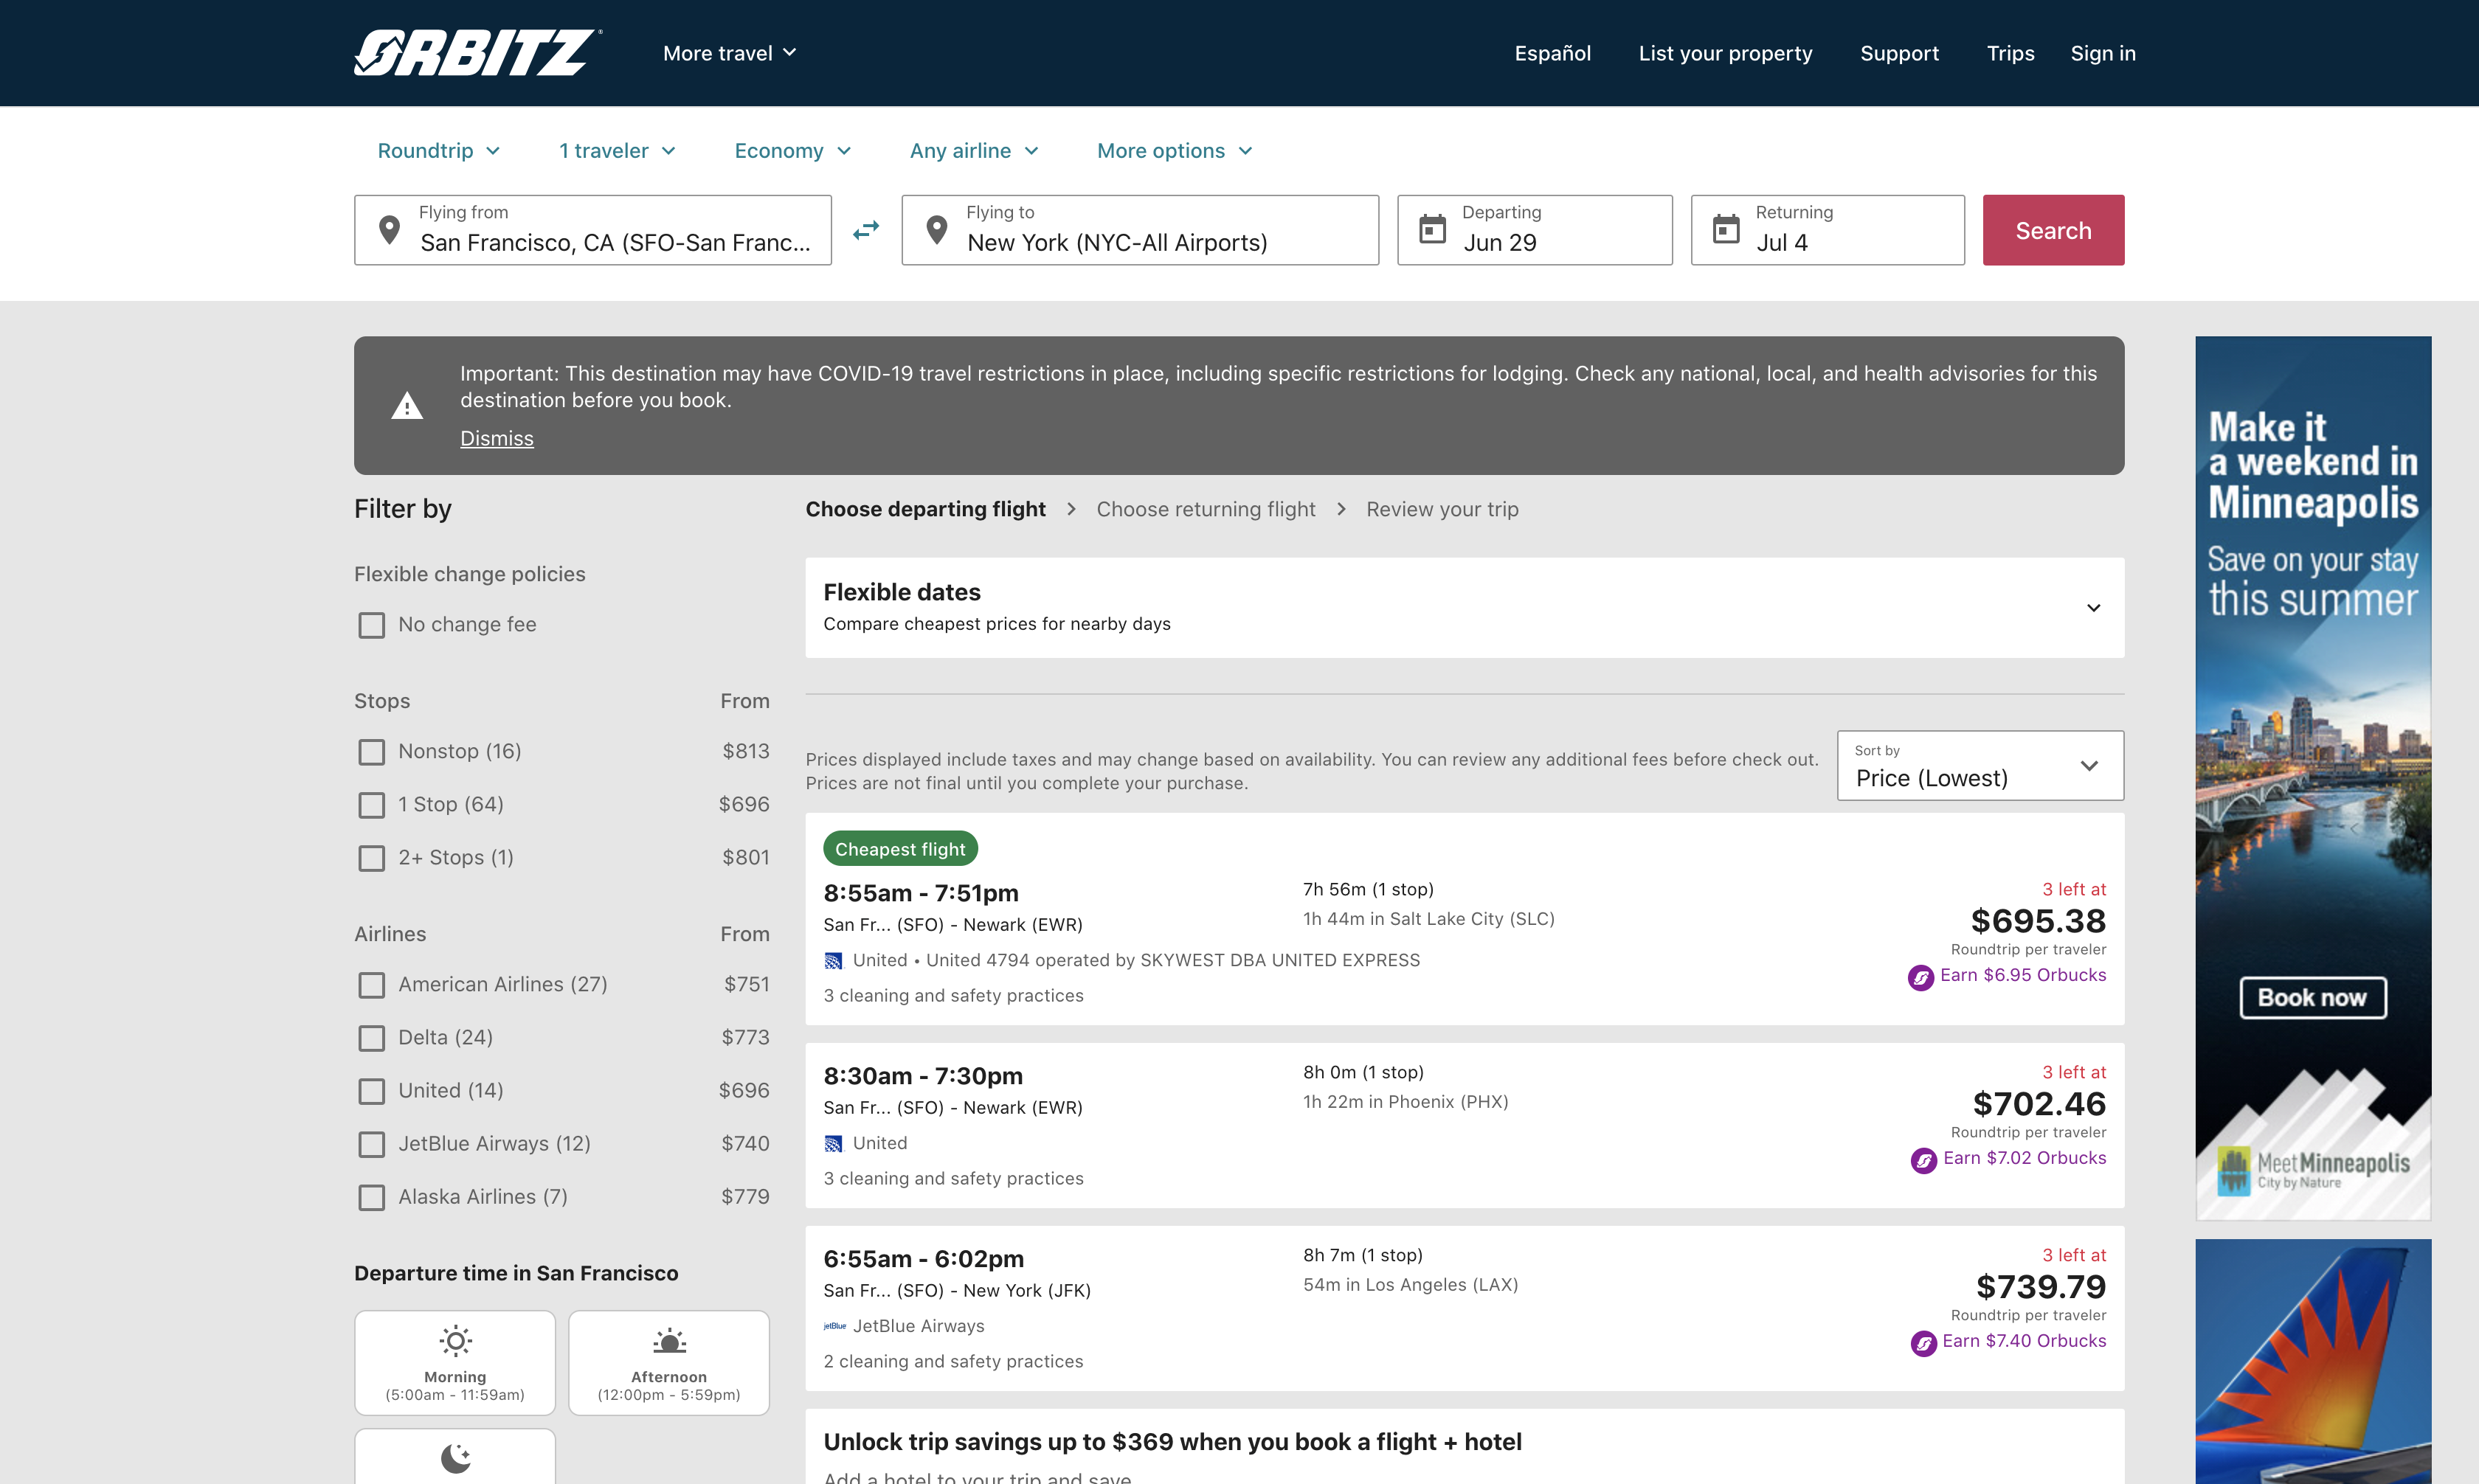 ORBITZ
More travel
Español
List your property
Support
Trips
Sign in
Roundtrip
1 traveler
Economy
Any airline
More options
Flying from
San Francisco, CA (SFO-San Franc...
Flying to
New York (NYC-All Airports)
Departing
Jun 29
Returning
Jul 4
Search
Important: This destination may have COVID-19 travel restrictions in place, including specific restrictions for lodging. Check any national, local, and health advisories for this
destination before you book.
Dismiss
Filter by
Flexible change policies
No change fee
Stops From
Nonstop (16) $813
1 Stop (64) $696
2+ Stops (1) $801
Airlines From
American Airlines (27) $751
Delta (24) $773
United (14) $696
JetBlue Airways (12) $740
Alaska Airlines (7) $779
Departure time in San Francisco
Morning
(5:00am - 11:59am)
Afternoon
(12:00pm - 5:59pm)
Choose departing flight
Choose returning flight
Review your trip
Flexible dates
Compare cheapest prices for nearby days
Prices displayed include taxes and may change based on availability. You can review any additional fees before check out.
Prices are not final until you complete your purchase.
Sort by
Price (Lowest)
Cheapest flight
8:55am - 7:51pm
San Fr... (SFO) - Newark (EWR)
United • United 4794 operated by SKYWEST DBA UNITED EXPRESS
3 cleaning and safety practices
7h 56m (1 stop)
1h 44m in Salt Lake City (SLC)
3 left at
$695.38
Roundtrip per traveler
Earn $6.95 Orbucks
8:30am - 7:30pm
San Fr... (SFO) - Newark (EWR)
United
3 cleaning and safety practices
8h 0m (1 stop)
1h 22m in Phoenix (PHX)
3 left at
$702.46
Roundtrip per traveler
Earn $7.02 Orbucks
6:55am - 6:02pm
San Fr... (SFO) - New York (JFK)
jetBlue JetBlue Airways
2 cleaning and safety practices
8h 7m (1 stop)
54m in Los Angeles (LAX)
3 left at
$739.79
Roundtrip per traveler
Earn $7.40 Orbucks
Unlock trip savings up to $369 when you book a flight + hotel
Add a hotel to your trip and save
Make it
a weekend in
Minneapolis
Save on your stay
this summer
Book now
MeetMinneapolis
City by Nature